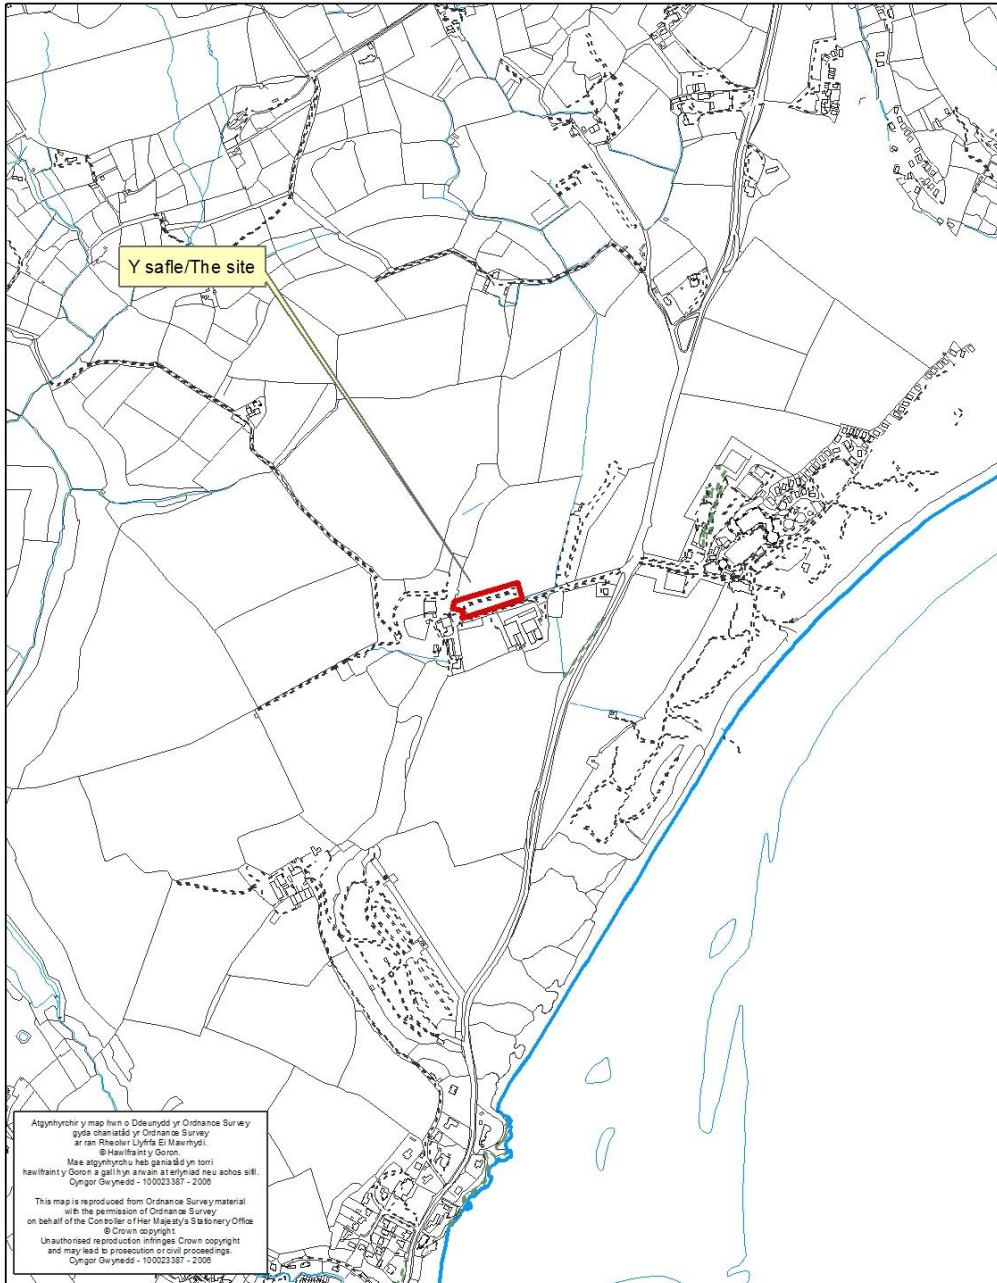 Y safle/The site
Atgynhyrchir y map hwn o Ddeunydd yr Ordnance Survey
gyda chaniatâd yr Ordnance Survey
ar ran Rheolwr Llyfrfa Ei Mawrhydi.
© Hawlfraint y Goron.
Mae atgynhyrchu heb ganiatâd yn torri
hawlfraint y Goron a gall hyn arwain at erlyniad neu achos sifil.
Cyngor Gwynedd - 100023387 - 2006
This map is reproduced from Ordnance Survey material
with the permission of Ordnance Survey
on behalf of the Controller of Her Majesty's Stationery Office
© Crown copyright.
Unauthorised reproduction infringes Crown copyright
and may lead to prosecution or civil proceedings.
Cyngor Gwynedd - 100023387 - 2006